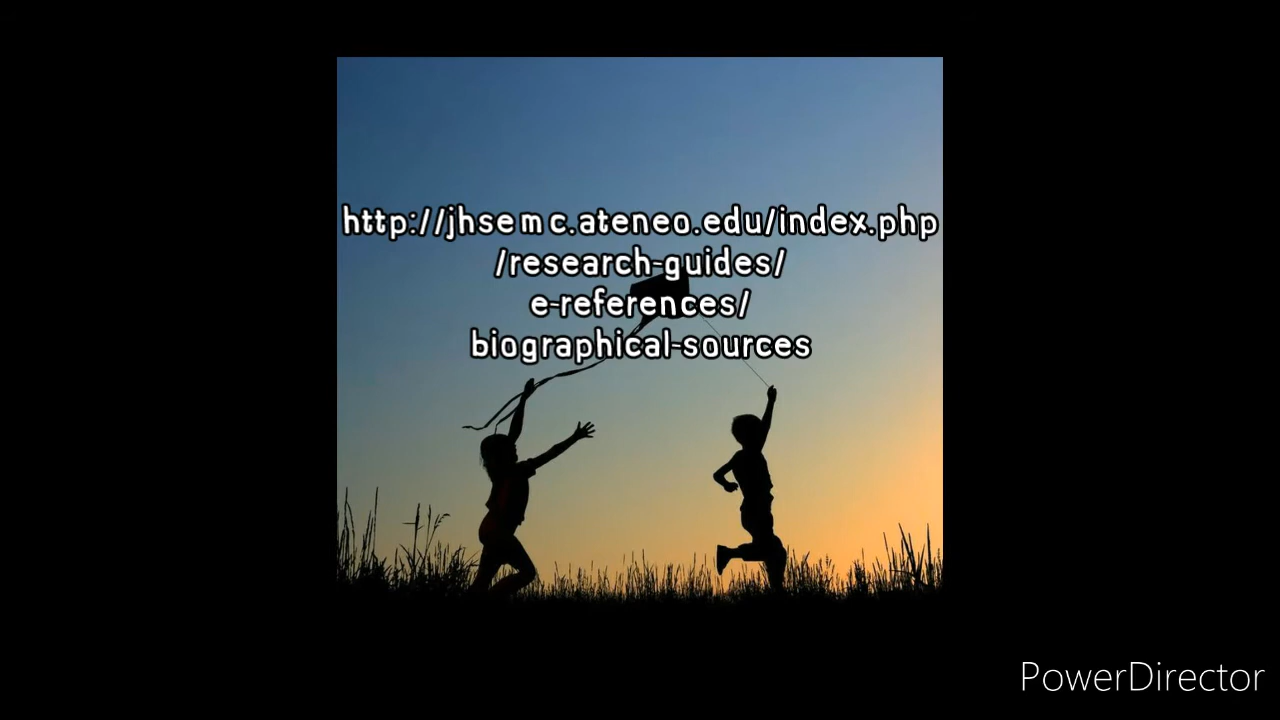 http://jhsemc.ateneo.edu/index.php
/research-guides/
e-references/
biographical-sources
PowerDirector